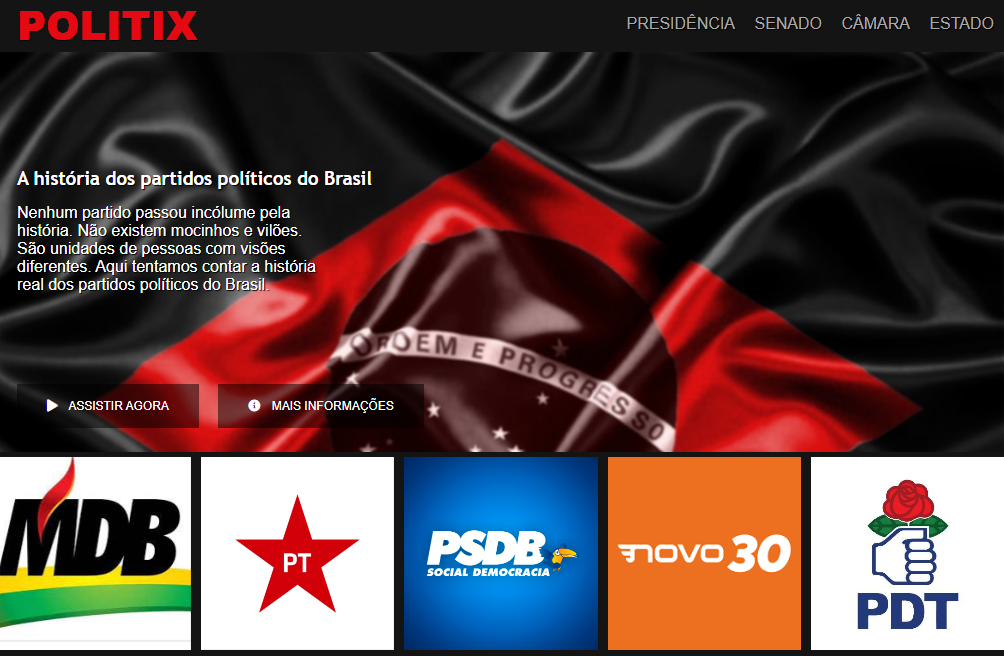 POLITIX
PRESIDÊNCIA SENADO CÂMARA ESTADO
A história dos partidos políticos do Brasil
Nenhum partido passou incólume pela
história. Não existem mocinhos e vilões.
São unidades de pessoas com visões
diferentes. Aqui tentamos contar a história
real dos partidos políticos do Brasil.
ORDEM E PROGRESSO
ASSISTIR AGORA
MAIS INFORMAÇÕES
MDB
PT
PSDB
SOCIAL DEMOCRACIA
NOVO 30
PDT